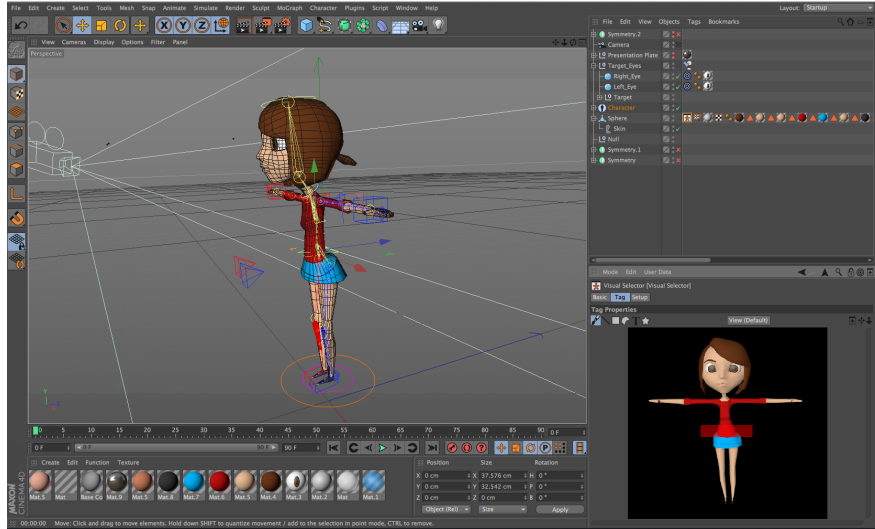 File Edit Create Select Tools Mesh Snap Animate Simulate Render Sculpt MoGraph Character Plugins Script Window Help Layout: Startup
View Cameras Display Options Filter Panel
Perspective
File Edit View Objects Tags Bookmarks
Symmetry.2
Camera
Presentation Plate
Target_Eyes
Right_Eye
Left_Eye
Target
Character
Sphere
Skin
Null
Symmetry.1
Symmetry
Mode Edit User Data
Visual Selector [Visual Selector]
Basic Tag Setup
Tag Properties
View (Default)
Y
0 5 10 15 20 25 30 35 40 45 50 55 60 65 70 75 80 85 90 0 F
0 F 0 F 90 F 90 F
Create Edit Function Texture
Mat.5 Mat Base Co Mat.9 Mat.5 Mat.8 Mat.7 Mat.6 Mat.5 Mat.4 Mat.3 Mat.2 Mat Mat.1
Position Size Rotation
X 0 cm X 37.576 cm H 0 °
Y 0 cm Y 32.542 cm P 0 °
Z 0 cm Z 0 cm B 0 °
Object (Rel) Size Apply
MAXON
CINEMA 4D
00:00:00 Move: Click and drag to move elements. Hold down SHIFT to quantize movement / add to the selection in point mode, CTRL to remove.